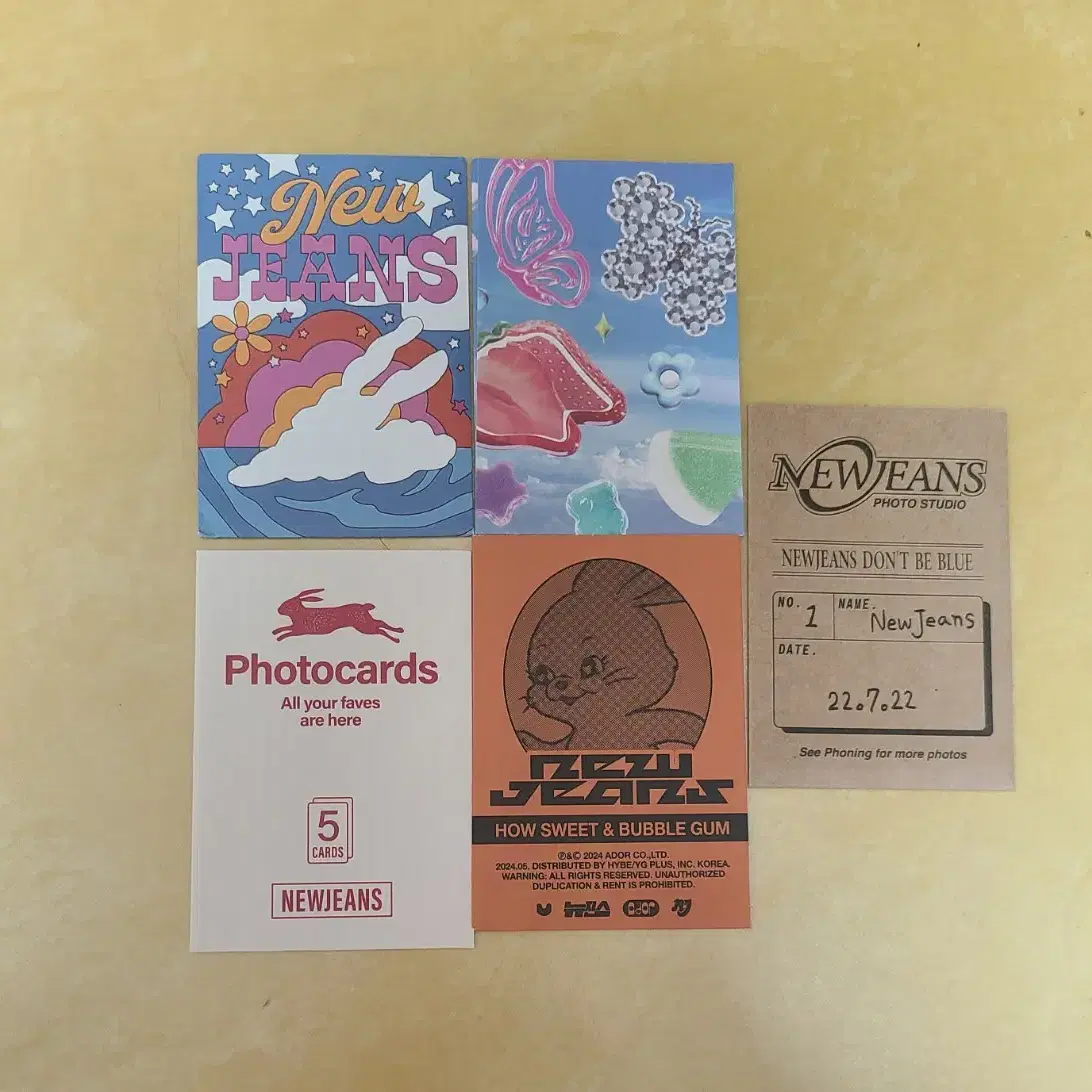 New
JEANS
Photocards
All your faves
are here
5
CARDS
NEWJEANS
NEW
JEANS
HOW SWEET & BUBBLE GUM
℗&© 2024 ADOR CO.,LTD.
2024.05. DISTRIBUTED BY HYBE/YG PLUS, INC. KOREA.
WARNING: ALL RIGHTS RESERVED. UNAUTHORIZED
DUPLICATION & RENT IS PROHIBITED.
NEWJEANS
PHOTO STUDIO
NEWJEANS DON'T BE BLUE
NO. 1 NAME. NewJeans
DATE.
22.7.22
See Phoning for more photos